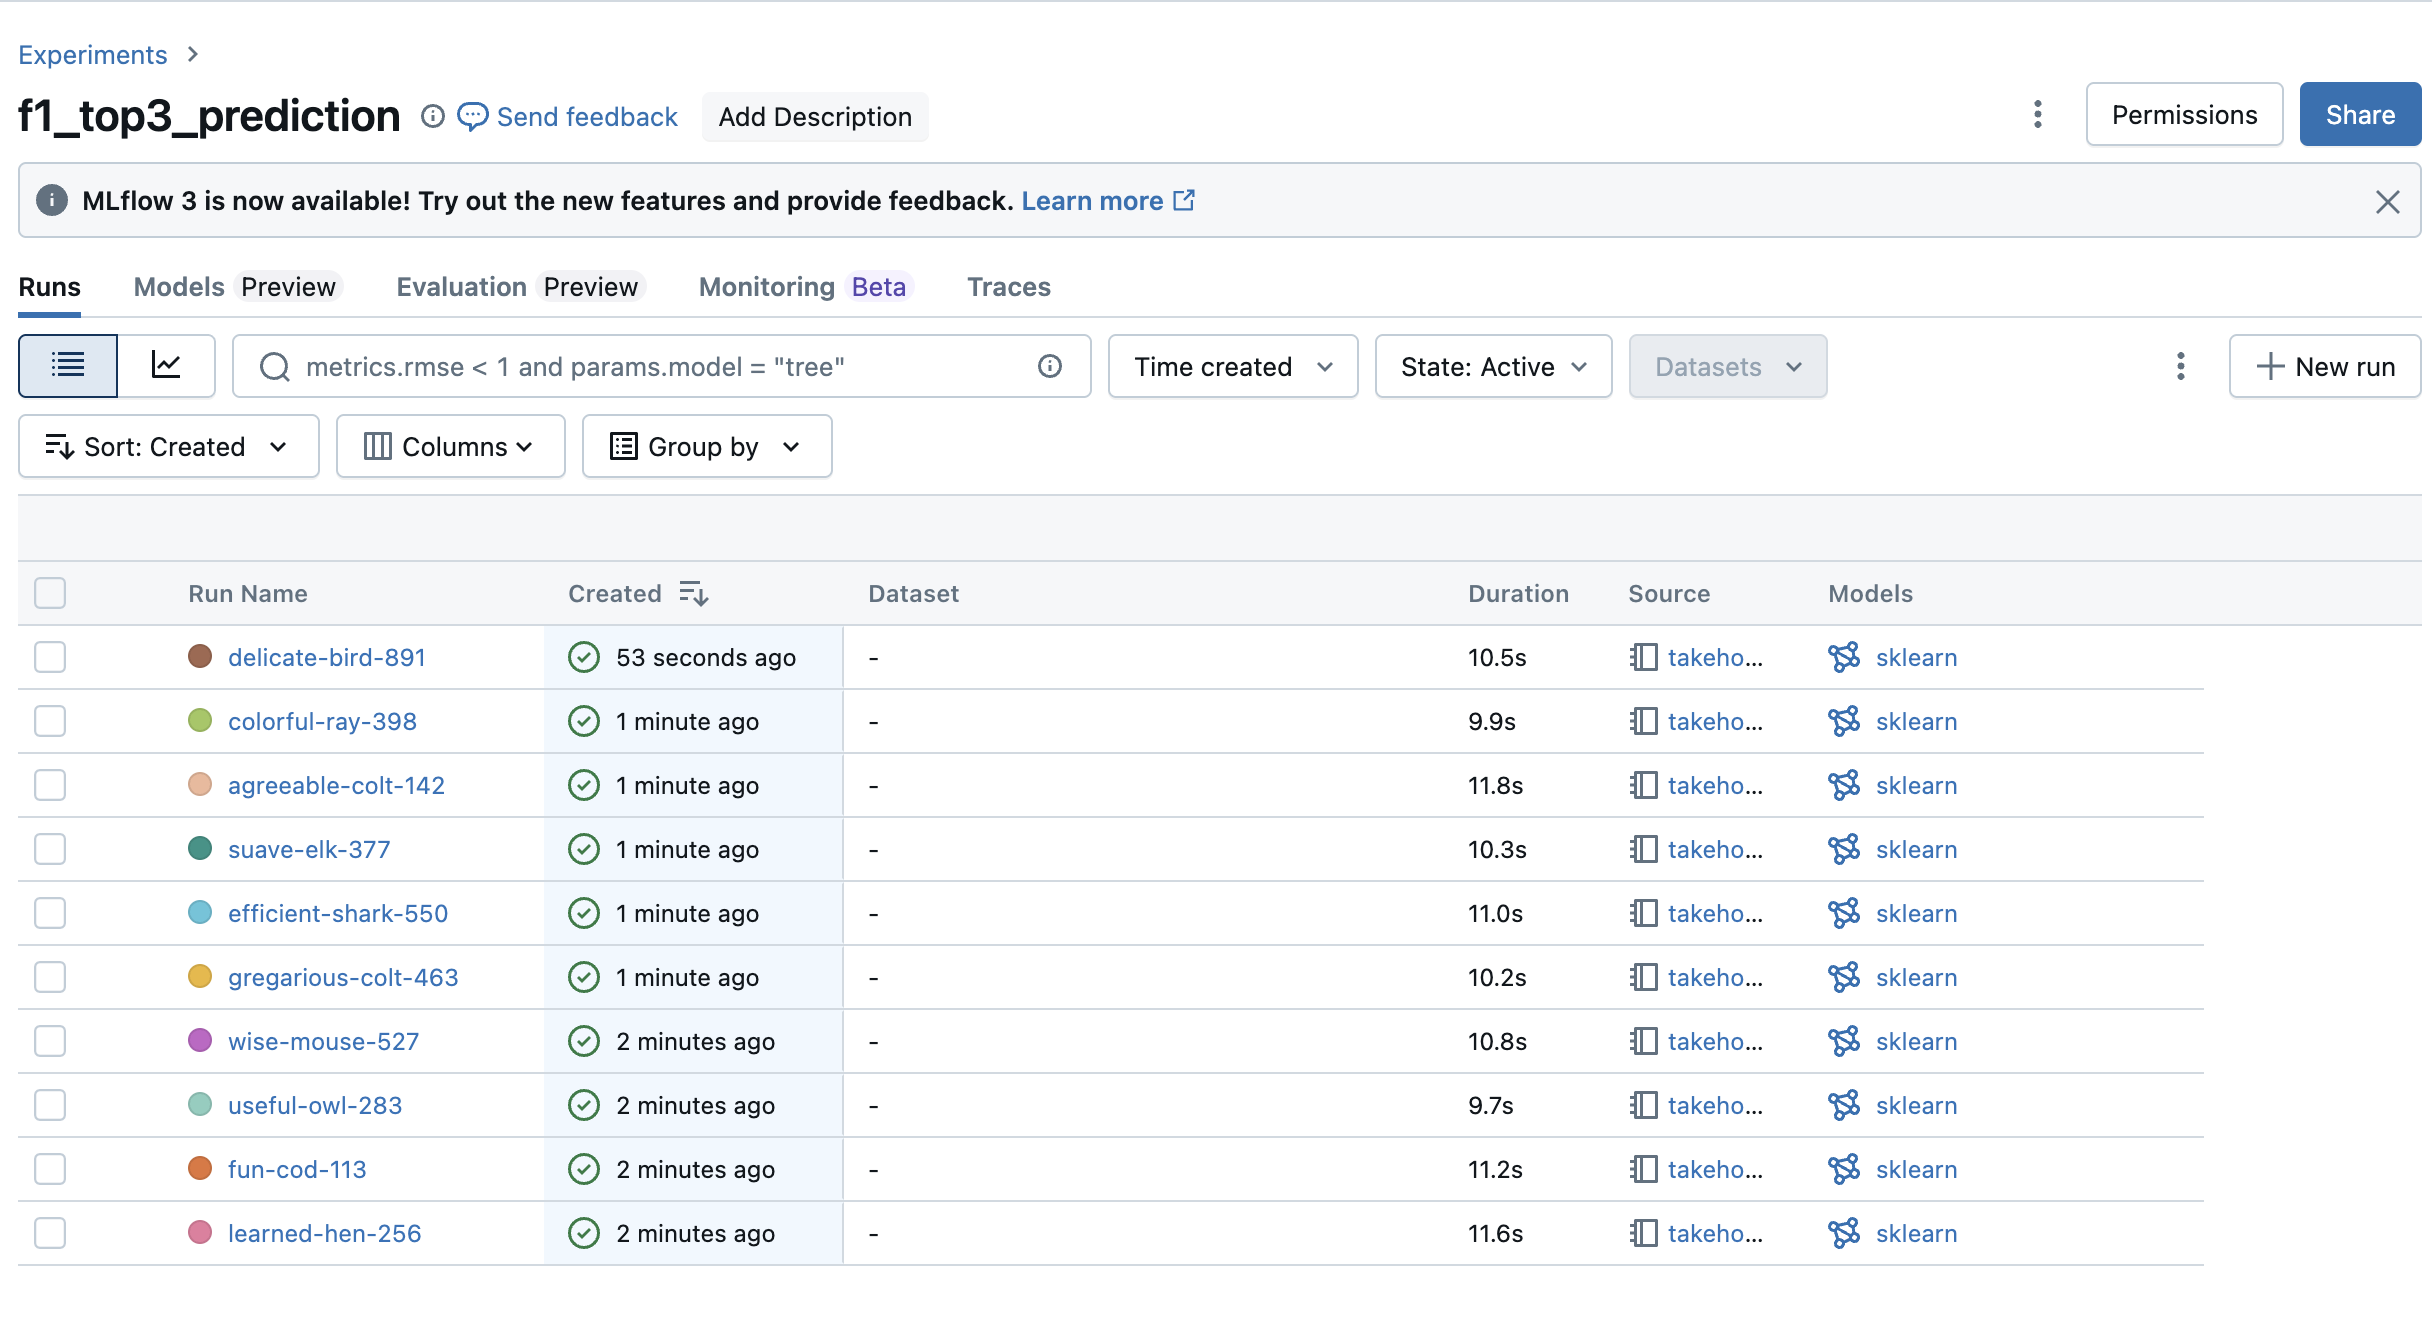 Experiments
f1_top3_prediction Send feedback Add Description Permissions Share
MLflow 3 is now available! Try out the new features and provide feedback. Learn more
Runs Models Preview Evaluation Preview Monitoring Beta Traces
metrics.rmse < 1 and params.model = "tree" Time created State: Active Datasets New run
Sort: Created Columns Group by
Run Name Created Dataset Duration Source Models
delicate-bird-891 53 seconds ago - 10.5s takeho... sklearn
colorful-ray-398 1 minute ago - 9.9s takeho... sklearn
agreeable-colt-142 1 minute ago - 11.8s takeho... sklearn
suave-elk-377 1 minute ago - 10.3s takeho... sklearn
efficient-shark-550 1 minute ago - 11.0s takeho... sklearn
gregarious-colt-463 1 minute ago - 10.2s takeho... sklearn
wise-mouse-527 2 minutes ago - 10.8s takeho... sklearn
useful-owl-283 2 minutes ago - 9.7s takeho... sklearn
fun-cod-113 2 minutes ago - 11.2s takeho... sklearn
learned-hen-256 2 minutes ago - 11.6s takeho... sklearn